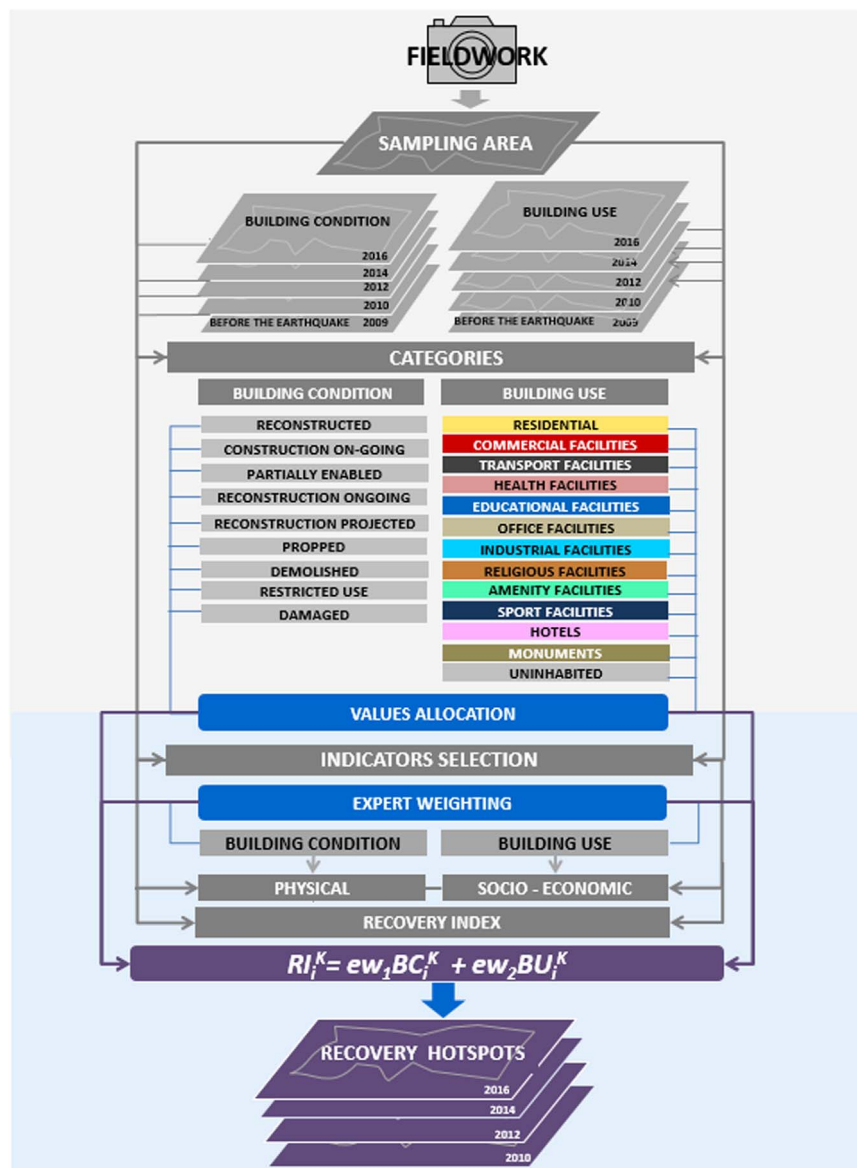 FIELDWORK
SAMPLING AREA
BUILDING CONDITION
2016
2014
2012
2010
BEFORE THE EARTHQUAKE 2009
BUILDING USE
2016
2014
2012
2010
BEFORE THE EARTHQUAKE 2009
CATEGORIES
BUILDING CONDITION
RECONSTRUCTED
CONSTRUCTION ON-GOING
PARTIALLY ENABLED
RECONSTRUCTION ONGOING
RECONSTRUCTION PROJECTED
PROPPED
DEMOLISHED
RESTRICTED USE
DAMAGED
BUILDING USE
RESIDENTIAL
COMMERCIAL FACILITIES
TRANSPORT FACILITIES
HEALTH FACILITIES
EDUCATIONAL FACILITIES
OFFICE FACILITIES
INDUSTRIAL FACILITIES
RELIGIOUS FACILITIES
AMENITY FACILITIES
SPORT FACILITIES
HOTELS
MONUMENTS
UNINHABITED
VALUES ALLOCATION
INDICATORS SELECTION
EXPERT WEIGHTING
BUILDING CONDITION
BUILDING USE
PHYSICAL
SOCIO - ECONOMIC
RECOVERY INDEX
RI_i^K= ew_1BC_i^K + ew_2BU_i^K
RECOVERY HOTSPOTS
2016
2014
2012
2010